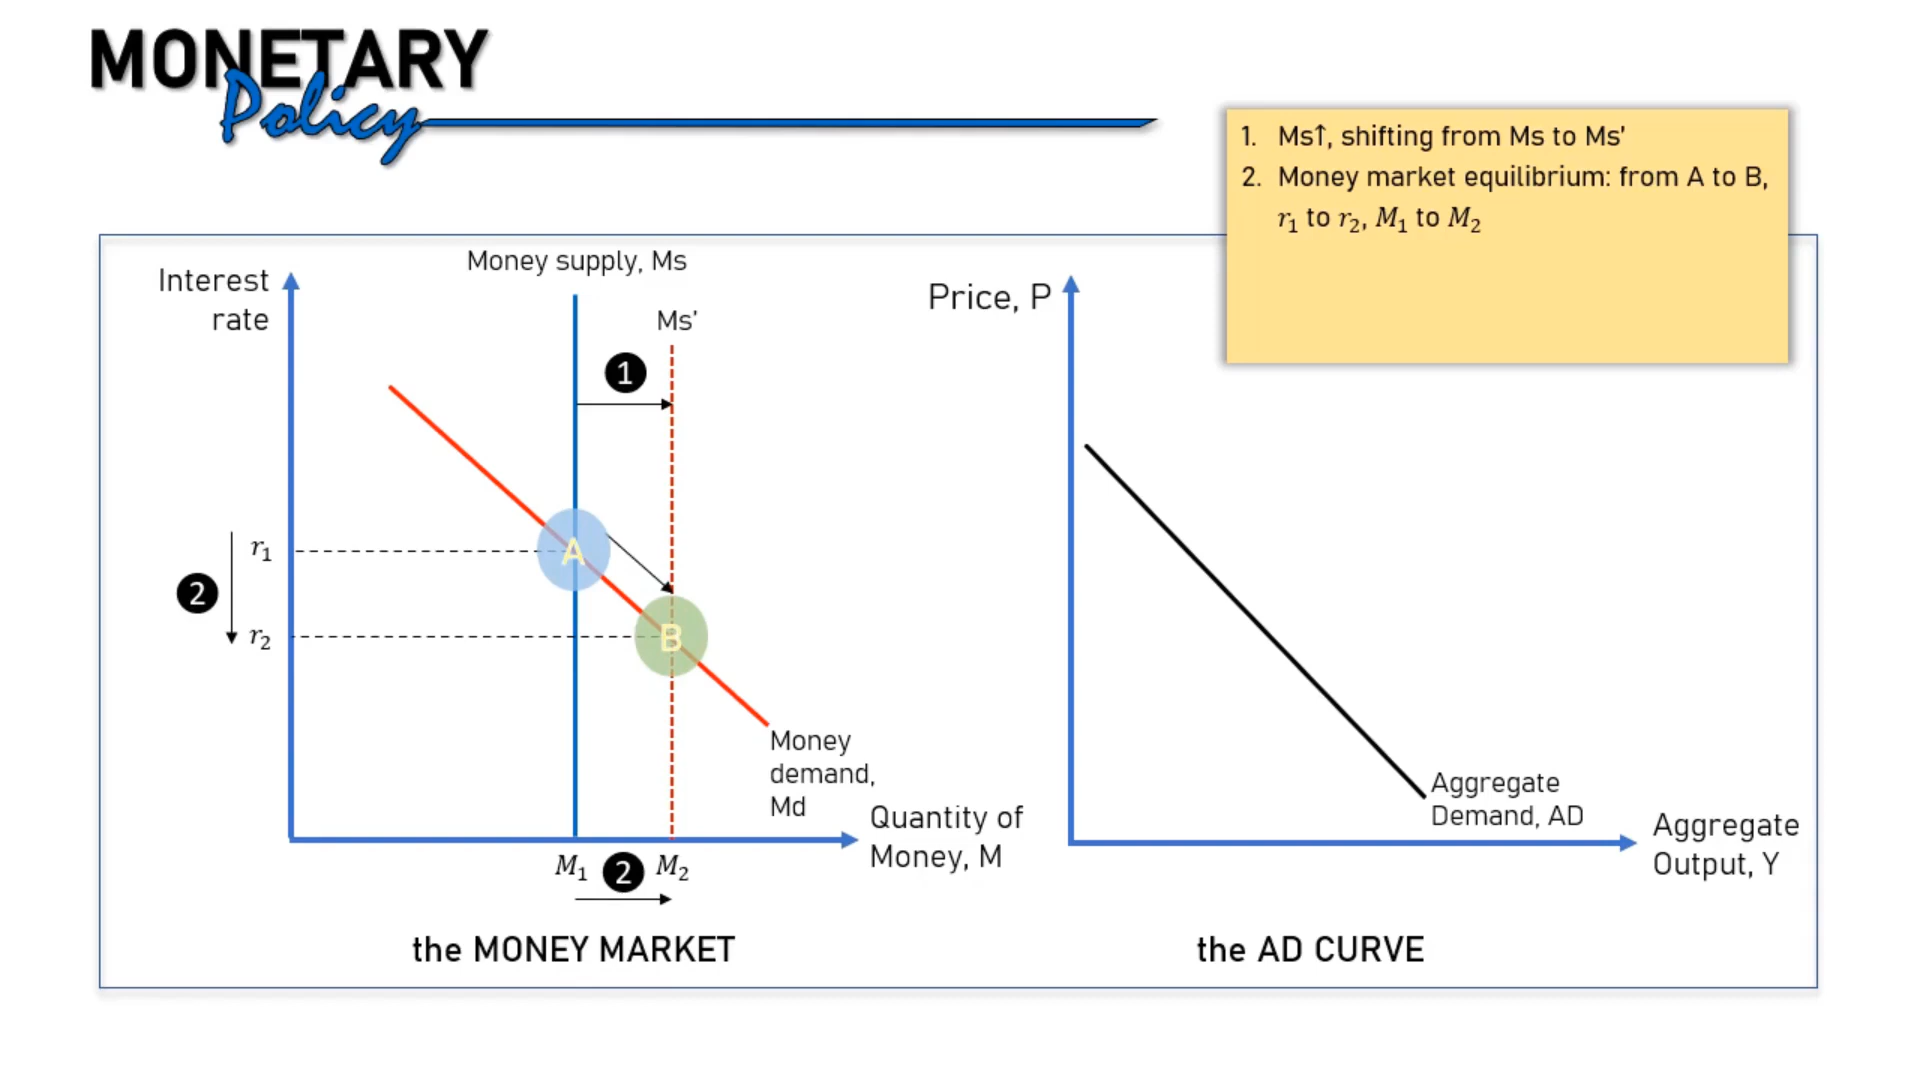 MONETARY
Policy
1. Ms↑, shifting from Ms to Ms’
2. Money market equilibrium: from A to B,
r₁ to r₂, M₁ to M₂
Money supply, Ms
Interest
rate
Ms’
1
r₁
A
2
r₂
B
Money
demand,
Md
Quantity of
Money, M
M₁
2
M₂
the MONEY MARKET
Price, P
Aggregate
Demand, AD
Aggregate
Output, Y
the AD CURVE